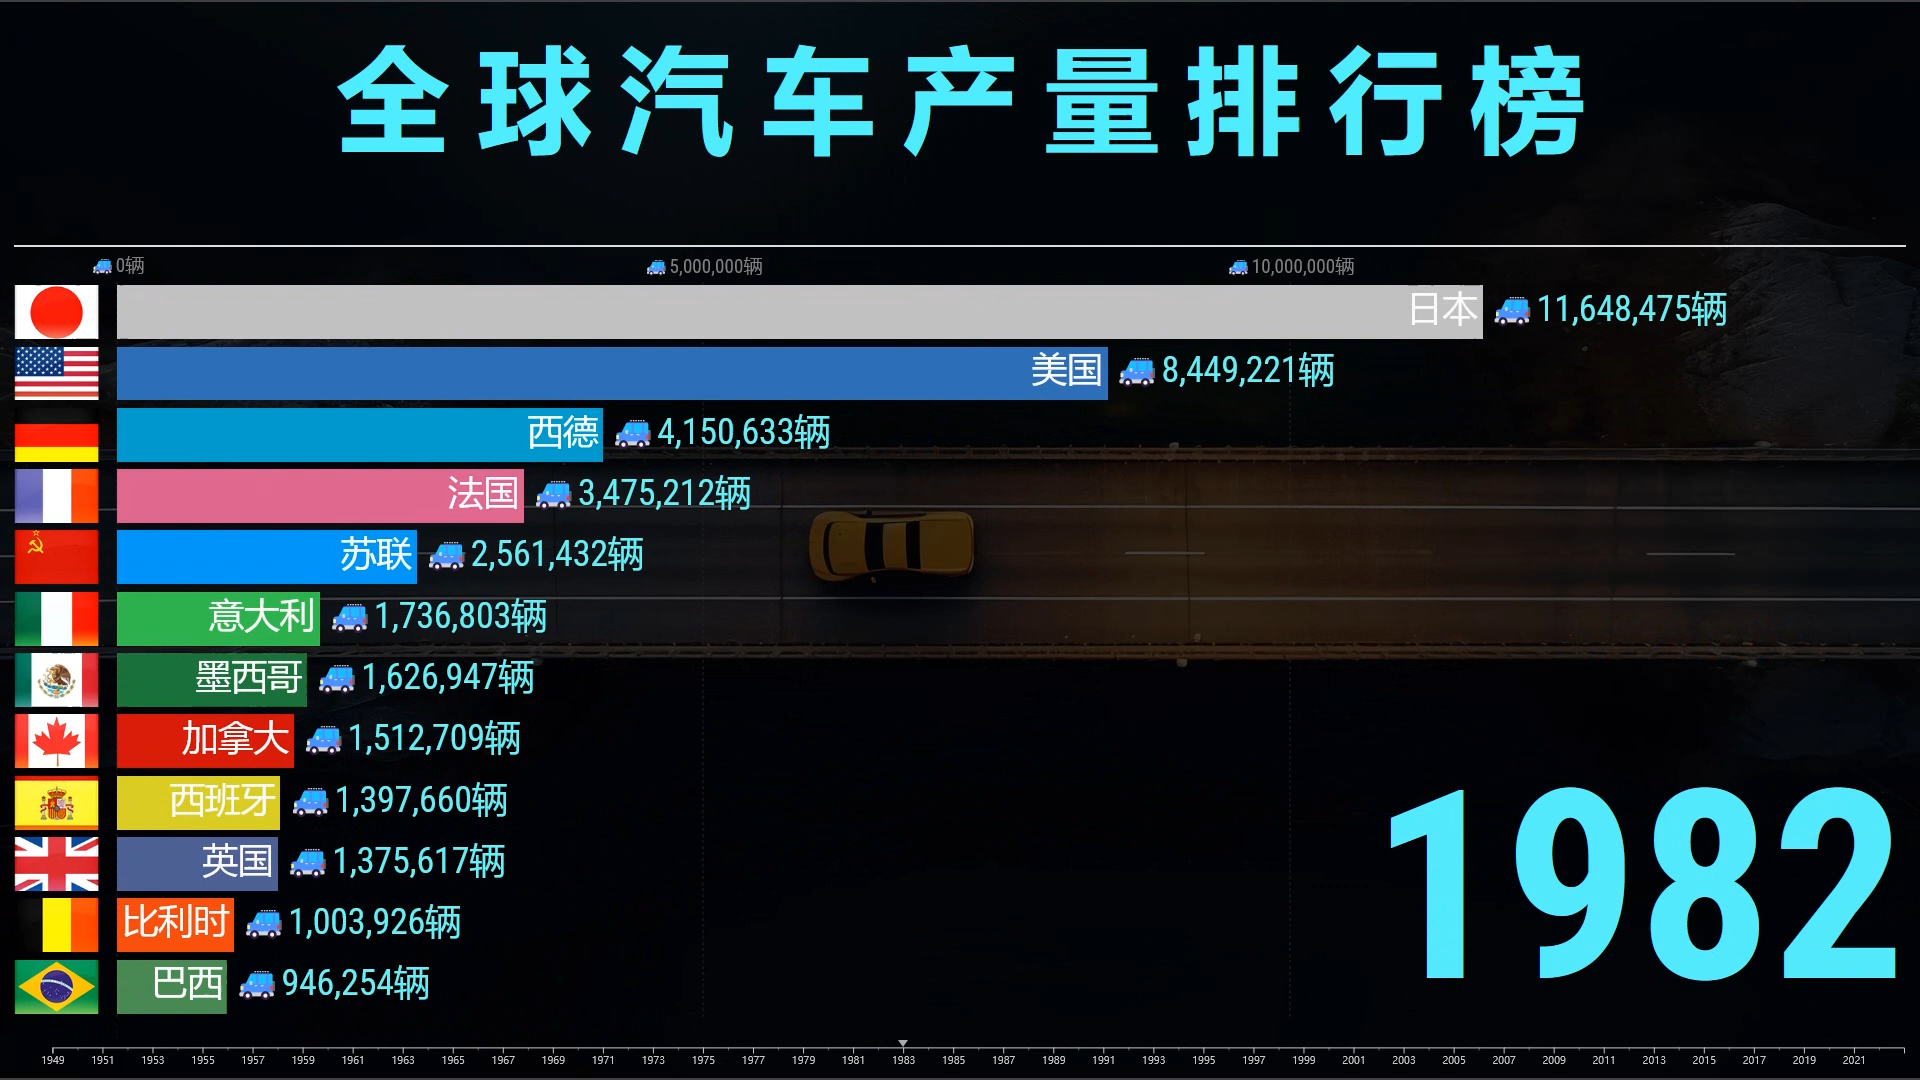 全球汽车产量排行榜
0辆 5,000,000辆 10,000,000辆
日本 11,648,475辆
美国 8,449,221辆
西德 4,150,633辆
法国 3,475,212辆
苏联 2,561,432辆
意大利 1,736,803辆
墨西哥 1,626,947辆
加拿大 1,512,709辆
西班牙 1,397,660辆
英国 1,375,617辆
比利时 1,003,926辆
巴西 946,254辆
1982
1949 1951 1953 1955 1957 1959 1961 1963 1965 1967 1969 1971 1973 1975 1977 1979 1981 1983 1985 1987 1989 1991 1993 1995 1997 1999 2001 2003 2005 2007 2009 2011 2013 2015 2017 2019 2021